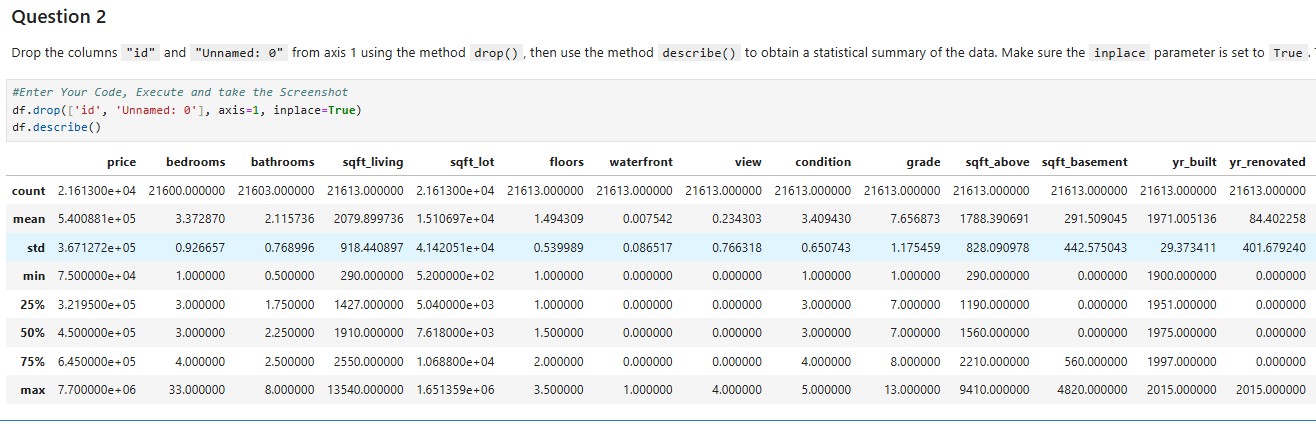 Question 2
Drop the columns "id" and "Unnamed: 0" from axis 1 using the method drop(), then use the method describe() to obtain a statistical summary of the data. Make sure the inplace parameter is set to True.
#Enter Your Code, Execute and take the Screenshot
df.drop(['id', 'Unnamed: 0'], axis=1, inplace=True)
df.describe()
price bedrooms bathrooms sqft_living sqft_lot floors waterfront view condition grade sqft_above sqft_basement yr_built yr_renovated
count 2.161300e+04 21600.000000 21603.000000 21613.000000 2.161300e+04 21613.000000 21613.000000 21613.000000 21613.000000 21613.000000 21613.000000 21613.000000 21613.000000 21613.000000
mean 5.400881e+05 3.372870 2.115736 2079.899736 1.510697e+04 1.494309 0.007542 0.234303 3.409430 7.656873 1788.390691 291.509045 1971.005136 84.402258
std 3.671272e+05 0.926657 0.768996 918.440897 4.142051e+04 0.539989 0.086517 0.766318 0.650743 1.175459 828.090978 442.575043 29.373411 401.679240
min 7.500000e+04 1.000000 0.500000 290.000000 5.200000e+02 1.000000 0.000000 0.000000 1.000000 1.000000 290.000000 0.000000 1900.000000 0.000000
25% 3.219500e+05 3.000000 1.750000 1427.000000 5.040000e+03 1.000000 0.000000 0.000000 3.000000 7.000000 1190.000000 0.000000 1951.000000 0.000000
50% 4.500000e+05 3.000000 2.250000 1910.000000 7.618000e+03 1.500000 0.000000 0.000000 3.000000 7.000000 1560.000000 0.000000 1975.000000 0.000000
75% 6.450000e+05 4.000000 2.500000 2550.000000 1.068800e+04 2.000000 0.000000 0.000000 4.000000 8.000000 2210.000000 560.000000 1997.000000 0.000000
max 7.700000e+06 33.000000 8.000000 13540.000000 1.651359e+06 3.500000 1.000000 4.000000 5.000000 13.000000 9410.000000 4820.000000 2015.000000 2015.000000